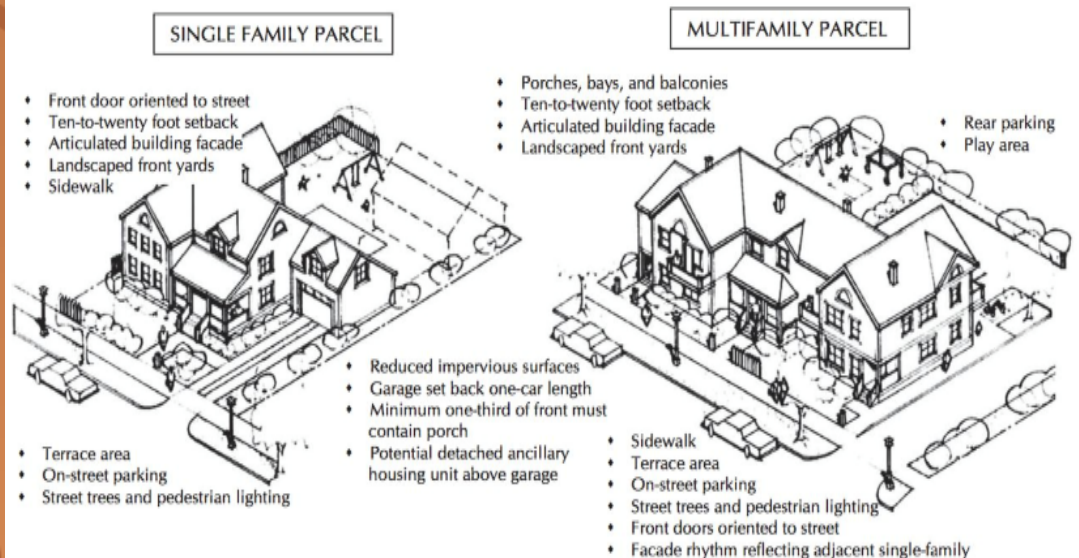 SINGLE FAMILY PARCEL
• Front door oriented to street
• Ten-to-twenty foot setback
• Articulated building facade
• Landscaped front yards
• Sidewalk
• Reduced impervious surfaces
• Garage set back one-car length
• Minimum one-third of front must
contain porch
• Potential detached ancillary
housing unit above garage
• Terrace area
• On-street parking
• Street trees and pedestrian lighting
MULTIFAMILY PARCEL
• Porches, bays, and balconies
• Ten-to-twenty foot setback
• Articulated building facade
• Landscaped front yards
• Rear parking
• Play area
• Sidewalk
• Terrace area
• On-street parking
• Street trees and pedestrian lighting
• Front doors oriented to street
• Facade rhythm reflecting adjacent single-family